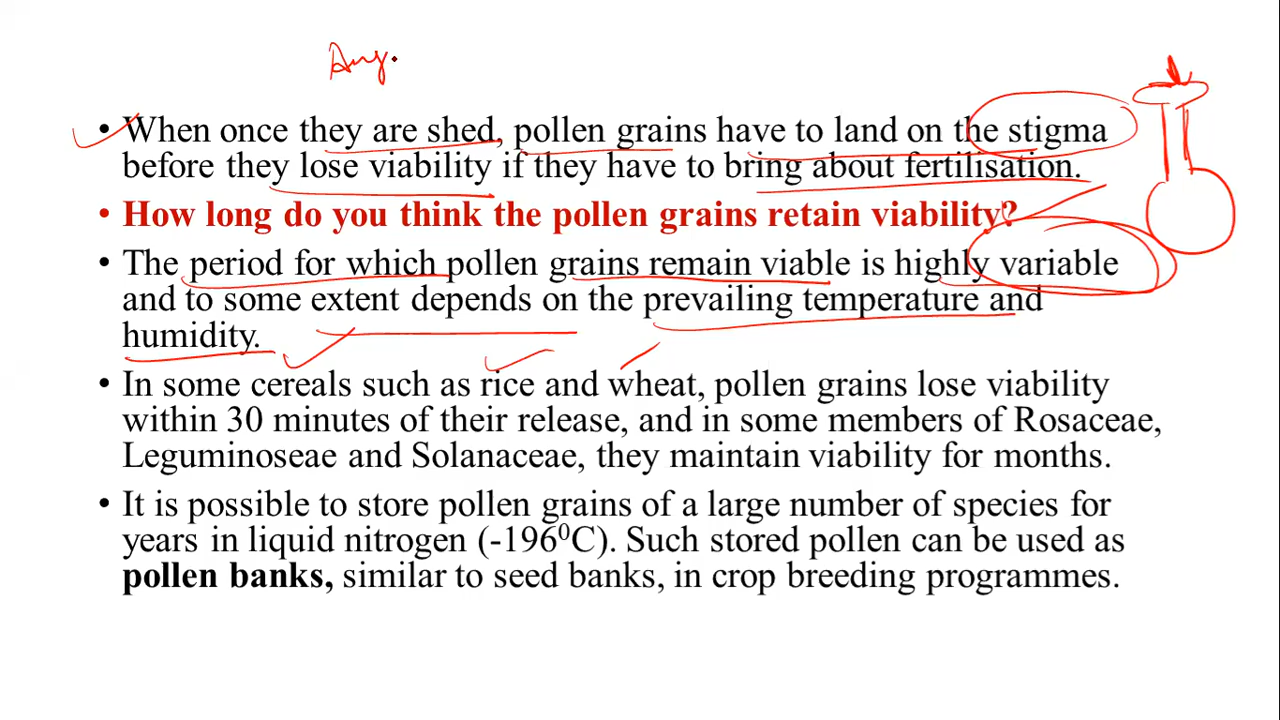 • When once they are shed, pollen grains have to land on the stigma
before they lose viability if they have to bring about fertilisation.
• How long do you think the pollen grains retain viability?
• The period for which pollen grains remain viable is highly variable
and to some extent depends on the prevailing temperature and
humidity.
• In some cereals such as rice and wheat, pollen grains lose viability
within 30 minutes of their release, and in some members of Rosaceae,
Leguminoseae and Solanaceae, they maintain viability for months.
• It is possible to store pollen grains of a large number of species for
years in liquid nitrogen (-196⁰C). Such stored pollen can be used as
pollen banks, similar to seed banks, in crop breeding programmes.